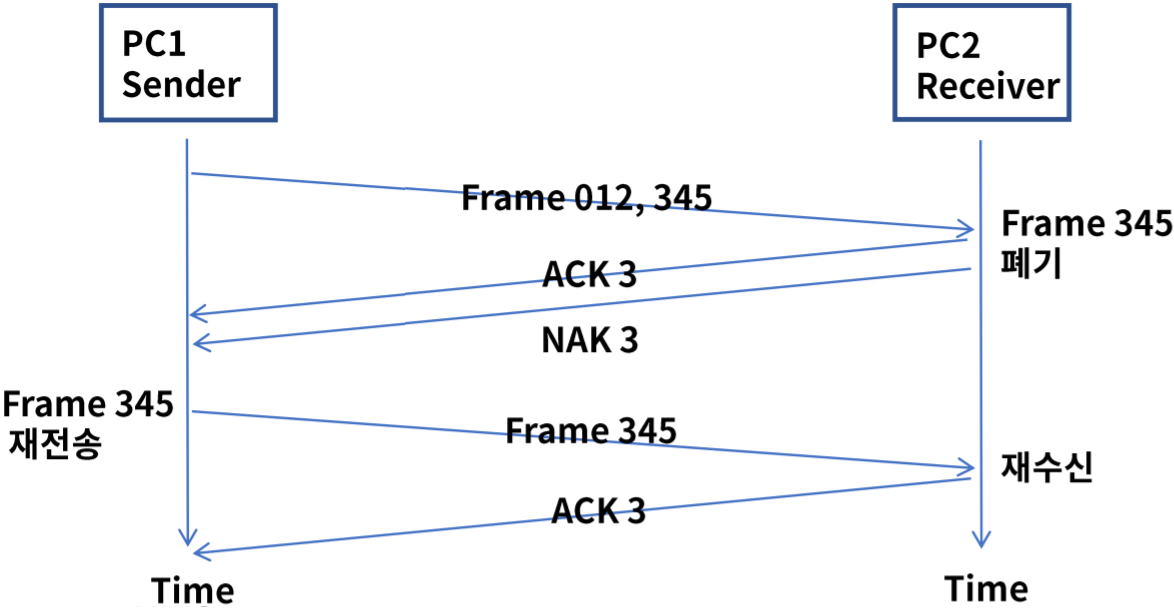 PC1
Sender
PC2
Receiver
Frame 012, 345
Frame 345
폐기
ACK 3
NAK 3
Frame 345
재전송
Frame 345
재수신
ACK 3
Time
Time